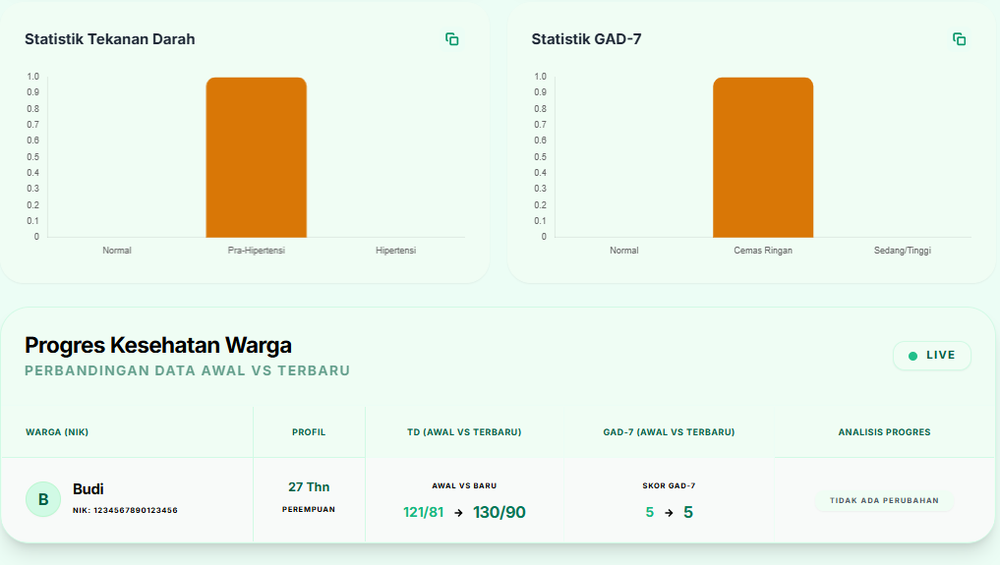 Statistik Tekanan Darah
1.0
0.9
0.8
0.7
0.6
0.5
0.4
0.3
0.2
0.1
0
Normal Pra-Hipertensi Hipertensi
Statistik GAD-7
1.0
0.9
0.8
0.7
0.6
0.5
0.4
0.3
0.2
0.1
0
Normal Cemas Ringan Sedang/Tinggi
Progres Kesehatan Warga
PERBANDINGAN DATA AWAL VS TERBARU
LIVE
WARGA (NIK) PROFIL TD (AWAL VS TERBARU) GAD-7 (AWAL VS TERBARU) ANALISIS PROGRES
B
Budi
NIK: 1234567890123456
27 Thn
PEREMPUAN
AWAL VS BARU
121/81 → 130/90
SKOR GAD-7
5 → 5
TIDAK ADA PERUBAHAN